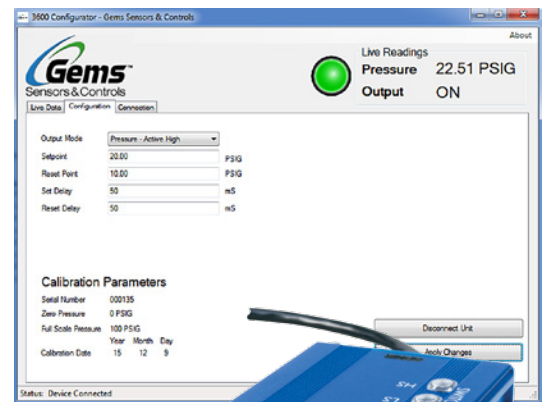 3600 Configurator - Gems Sensors & Controls
About
Gems™
Sensors & Controls
Live Readings
Pressure 22.51 PSIG
Output ON
Live Data Configuration Connection
Output Mode Pressure - Active High
Setpoint 20.00 PSIG
Reset Point 10.00 PSIG
Set Delay 50 mS
Reset Delay 50 mS
Calibration Parameters
Serial Number 000135
Zero Pressure 0 PSIG
Full Scale Pressure 100 PSIG
Year Month Day
Calibration Date 15 12 9
Disconnect Unit
Apply Changes
Status: Device Connected